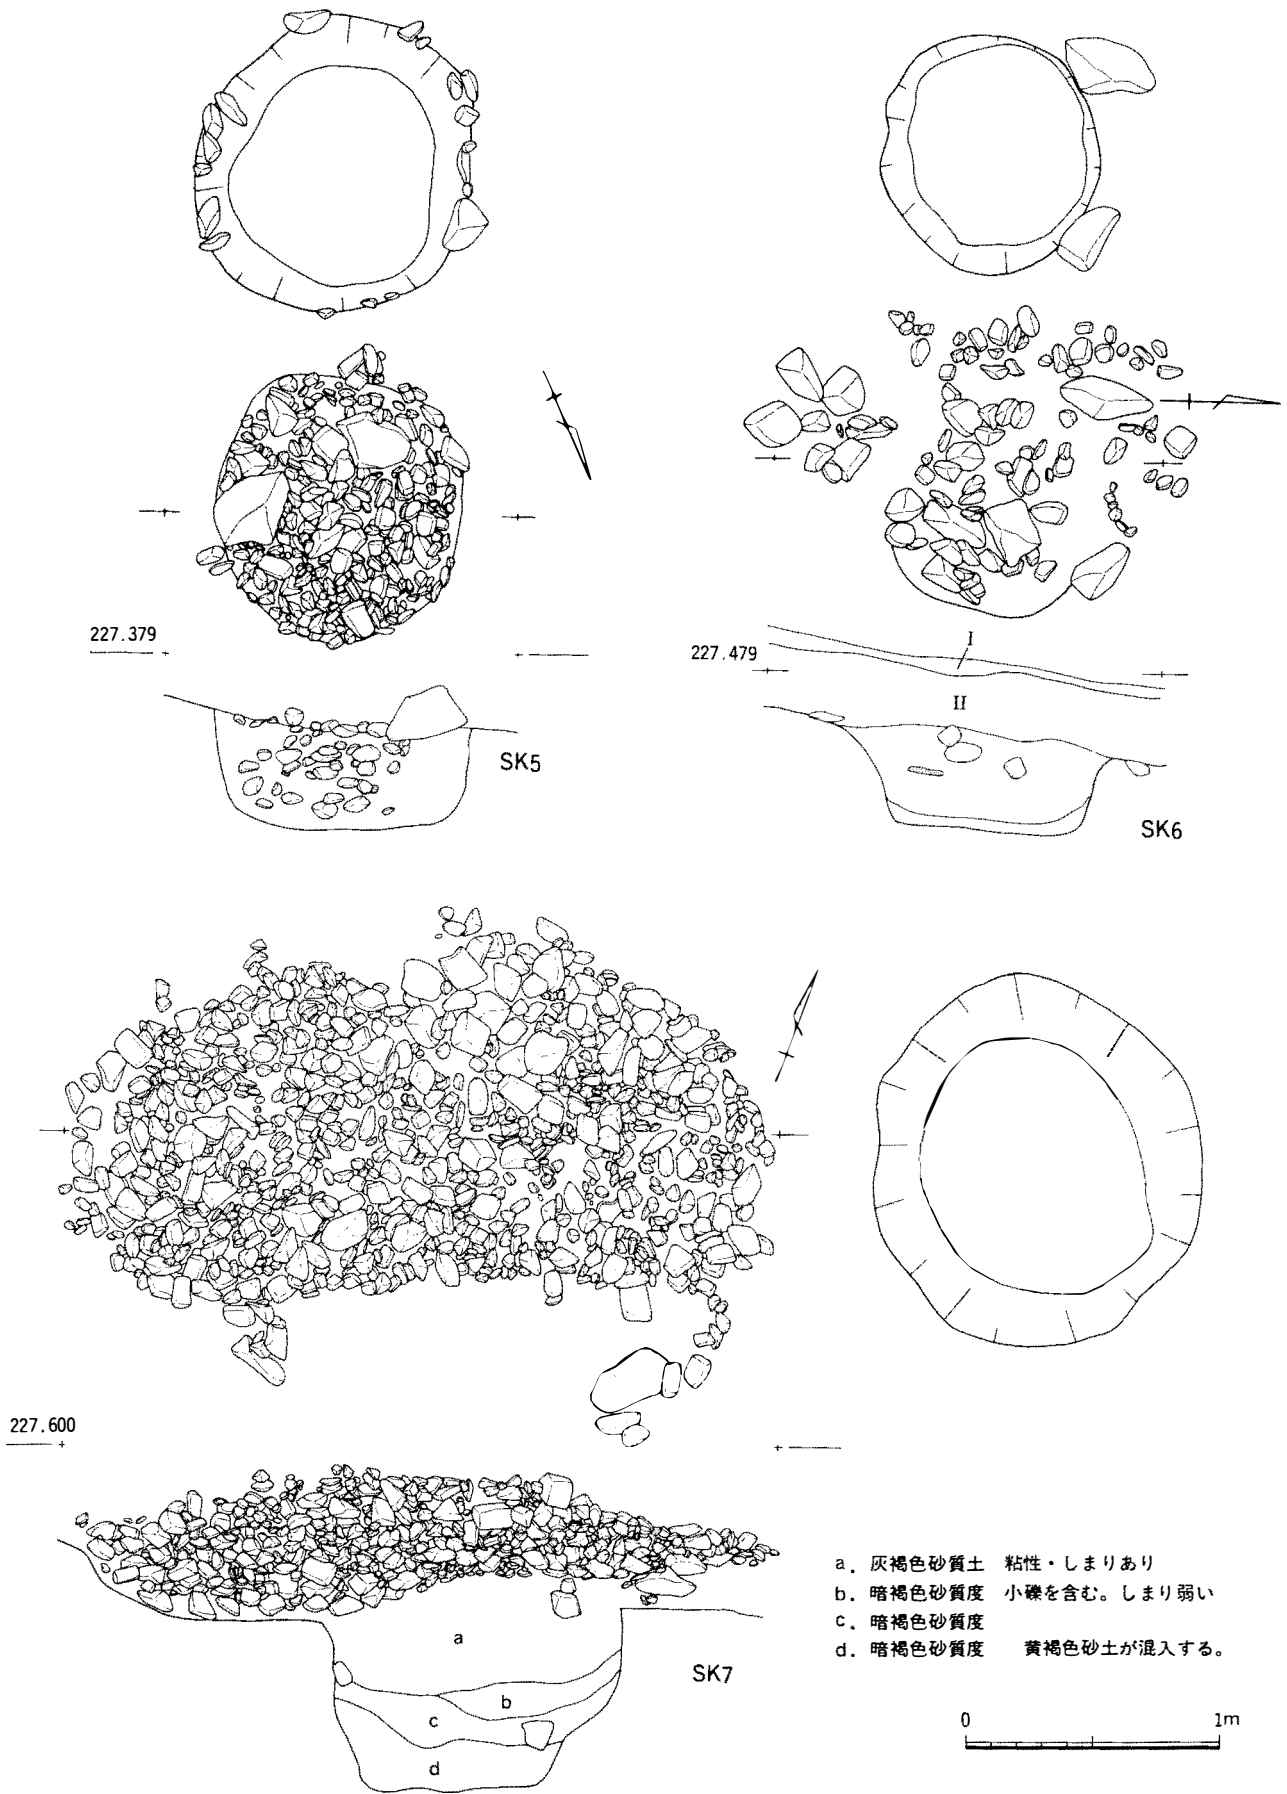 227.379
SK5
227.479
I
II
SK6
227.600
a
b
c
d
SK7
a. 灰褐色砂質土 粘性・しまりあり
b. 暗褐色砂質度 小礫を含む。しまり弱い
c. 暗褐色砂質度
d. 暗褐色砂質度 黄褐色砂土が混入する。
0 1m